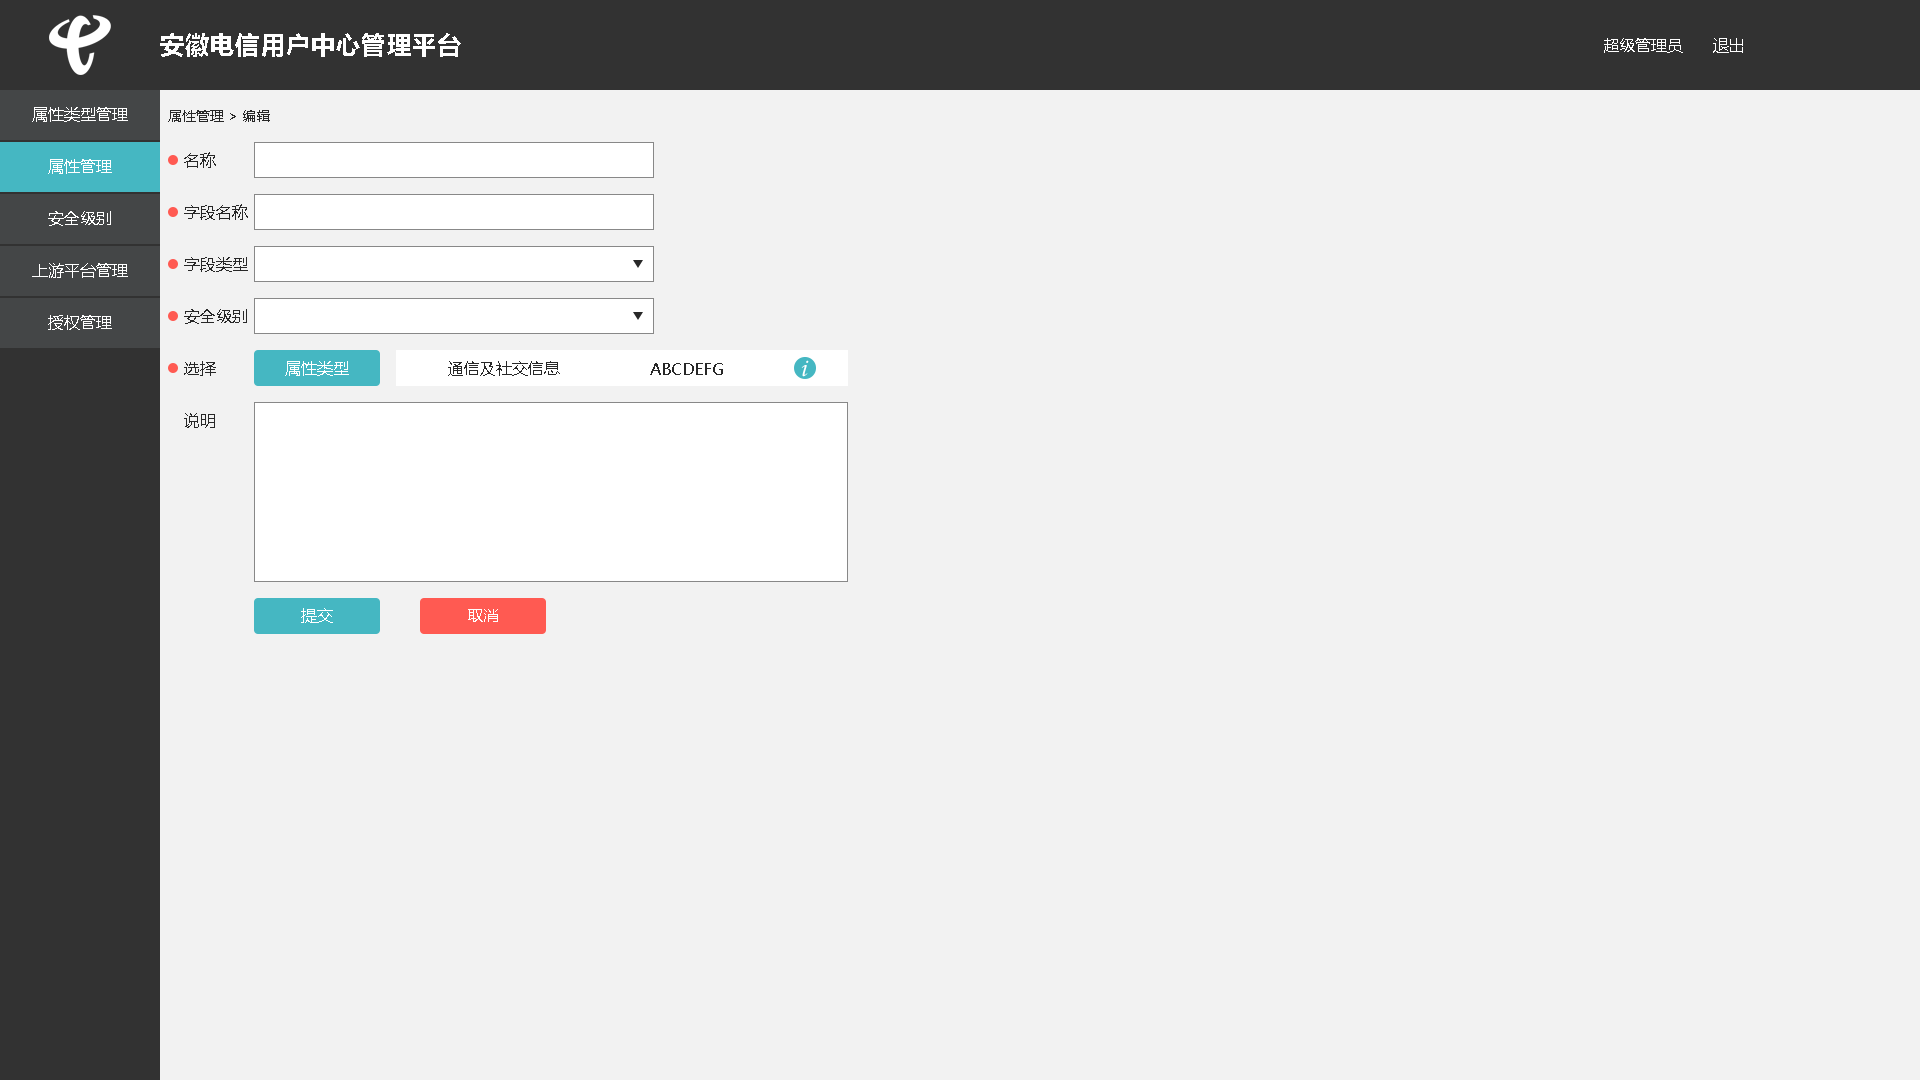 安徽电信用户中心管理平台
超级管理员 退出
属性类型管理
属性管理
安全级别
上游平台管理
授权管理
属性管理 > 编辑
名称
字段名称
字段类型
安全级别
选择 属性类型 通信及社交信息 ABCDEFG i
说明
提交 取消